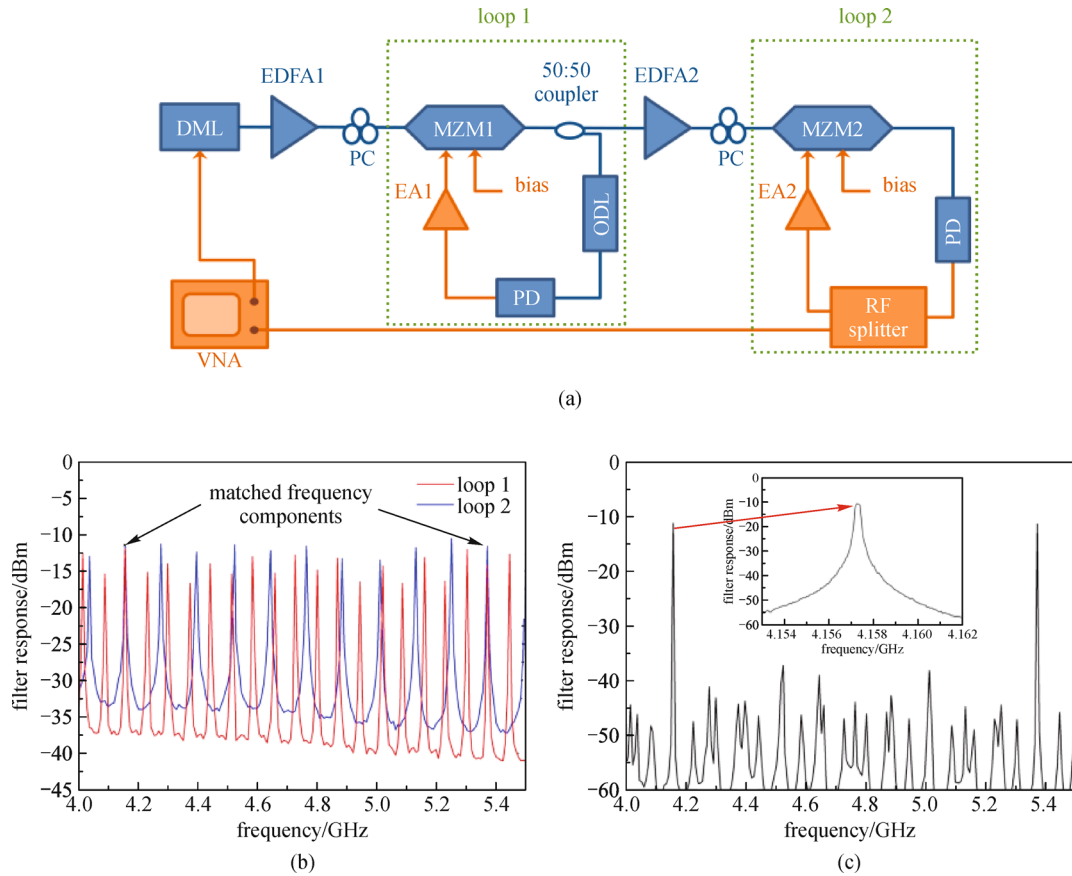 loop 1
loop 2
EDFA1
50:50
coupler
EDFA2
DML
PC
MZM1
PC
MZM2
EA1
bias
ODL
EA2
bias
PD
PD
RF
splitter
VNA
(a)
0
−5
−10
−15
−20
−25
−30
−35
−40
−45
filter response/dBm
matched frequency
components
loop 1
loop 2
4.0 4.2 4.4 4.6 4.8 5.0 5.2 5.4
frequency/GHz
(b)
0
−10
−20
−30
−40
−50
−60
filter response/dBm
0
−10
−20
−30
−40
−50
−60
filter response/dBm
4.154 4.156 4.158 4.160 4.162
frequency/GHz
4.0 4.2 4.4 4.6 4.8 5.0 5.2 5.4
frequency/GHz
(c)